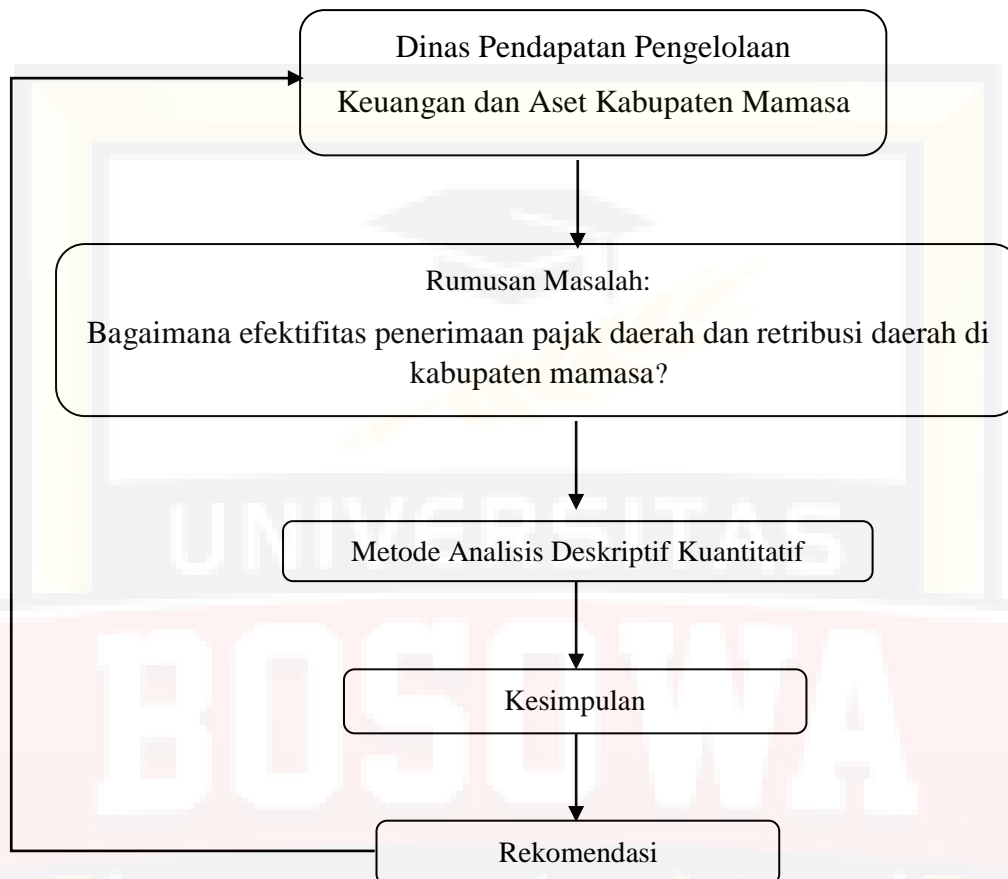 Dinas Pendapatan Pengelolaan
Keuangan dan Aset Kabupaten Mamasa
Rumusan Masalah:
Bagaimana efektifitas penerimaan pajak daerah dan retribusi daerah di
kabupaten mamasa?
UNIVERSITAS
Metode Analisis Deskriptif Kuantitatif
BOSOWA
Kesimpulan
Rekomendasi